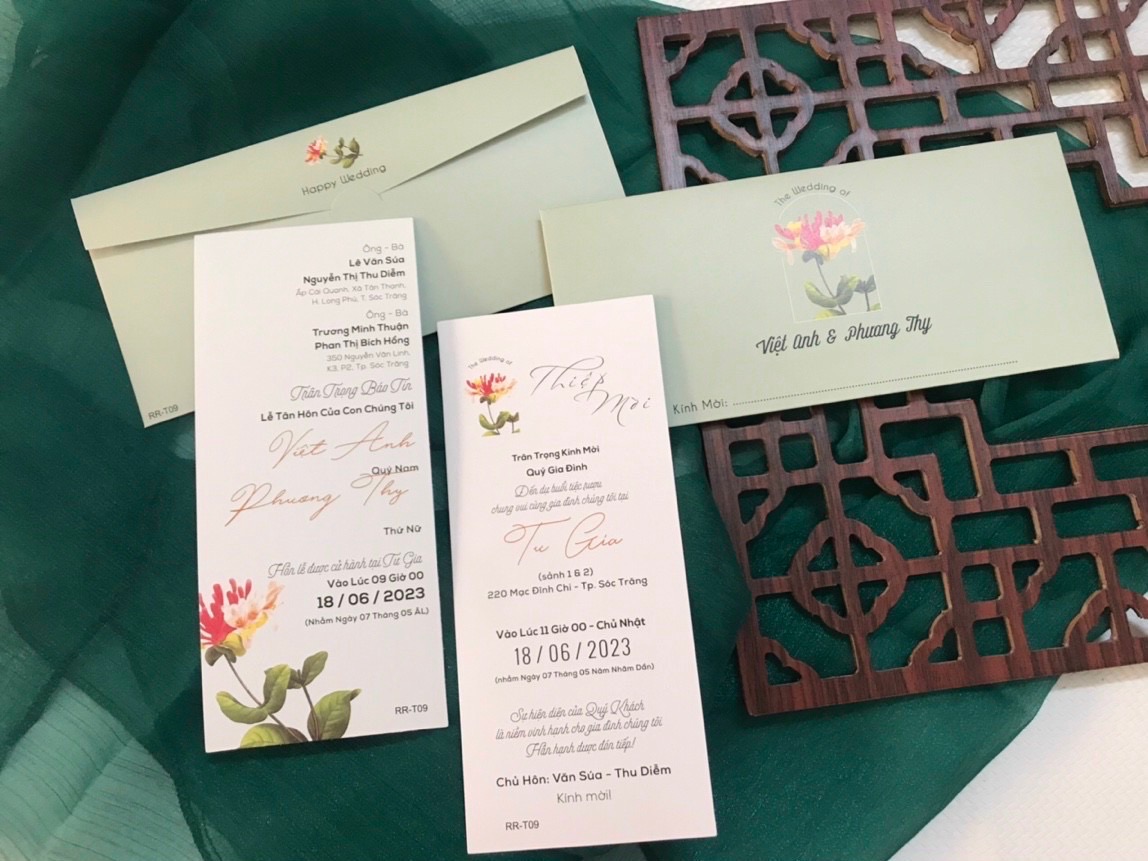 Happy Wedding
RR-T09
The Wedding of
Việt Anh & Phương Thy
Kính Mời: ........................................
Ông - Bà
Lê Văn Súa
Nguyễn Thị Thu Diễm
Ấp Cái Quanh, Xã Tân Thạnh,
H. Long Phú, T. Sóc Trăng
Ông - Bà
Trương Minh Thuận
Phan Thị Bích Hồng
350 Nguyễn Văn Linh,
K3, P/2, Tp. Sóc Trăng
Trân Trọng Báo Tin
Lễ Tân Hôn Của Con Chúng Tôi
Việt Anh
Quý Nam
Phương Thy
Thứ Nữ
Hôn lễ được cử hành tại Tư Gia
Vào Lúc 09 Giờ 00
18 / 06 / 2023
(Nhằm Ngày 07 Tháng 05 ÂL)
RR-T09
The Wedding of
Thiệp
Mời
Trân Trọng Kính Mời
Quý Gia Đình
Đến dự buổi tiệc rượu
chung vui cùng gia đình chúng tôi tại
Tư Gia
(sảnh 1 & 2)
220 Mạc Đĩnh Chi - Tp. Sóc Trăng
Vào Lúc 11 Giờ 00 - Chủ Nhật
18 / 06 / 2023
(nhằm Ngày 07 Tháng 05 Năm Nhâm Dần)
Sự hiện diện của Quý Khách
là niềm vinh hạnh cho gia đình chúng tôi
Hân hạnh được đón tiếp!
Chủ Hôn: Văn Súa - Thu Diễm
Kính mời!
RR-T09